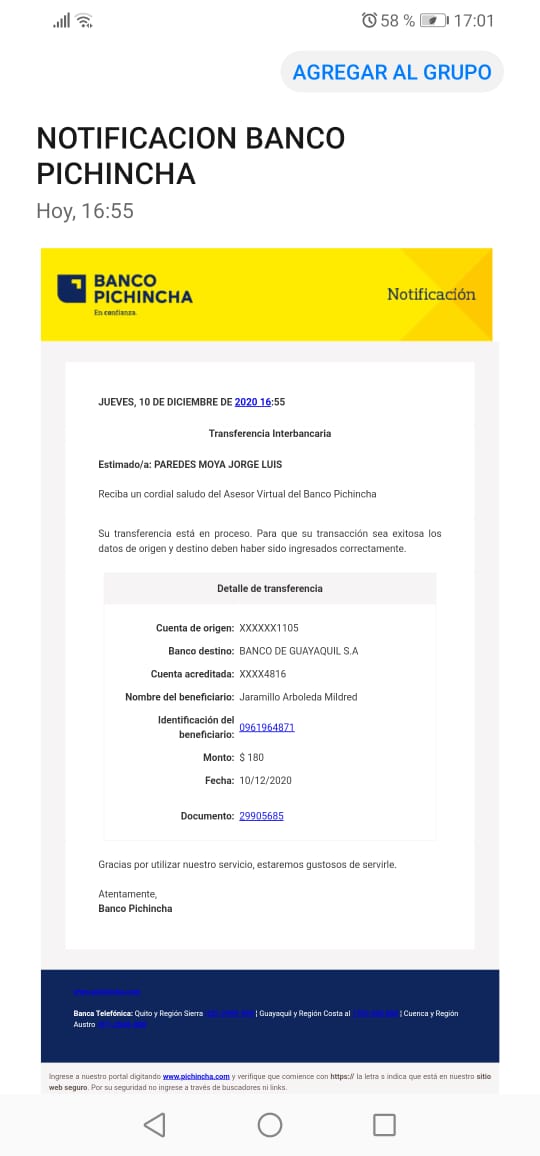 58 % 17:01
AGREGAR AL GRUPO
NOTIFICACION BANCO
PICHINCHA
Hoy, 16:55
BANCO
PICHINCHA
En confianza.
Notificación
JUEVES, 10 DE DICIEMBRE DE 2020 16:55
Transferencia Interbancaria
Estimado/a: PAREDES MOYA JORGE LUIS
Reciba un cordial saludo del Asesor Virtual del Banco Pichincha
Su transferencia está en proceso. Para que su transacción sea exitosa los
datos de origen y destino deben haber sido ingresados correctamente.
Detalle de transferencia
Cuenta de origen: XXXXXX1105
Banco destino: BANCO DE GUAYAQUIL S.A
Cuenta acreditada: XXXX4816
Nombre del beneficiario: Jaramillo Arboleda Mildred
Identificación del
beneficiario: 0961964871
Monto: $ 180
Fecha: 10/12/2020
Documento: 29905685
Gracias por utilizar nuestro servicio, estaremos gustosos de servirle.
Atentamente,
Banco Pichincha
Banca Telefónica: Quito y Región Sierra | Guayaquil y Región Costa al | Cuenca y Región
Austro
Ingrese a nuestro portal digitando www.pichincha.com y verifique que comience con https:// la letra s indica que está en nuestro sitio
web seguro. Por su seguridad no ingrese a través de buscadores ni links.